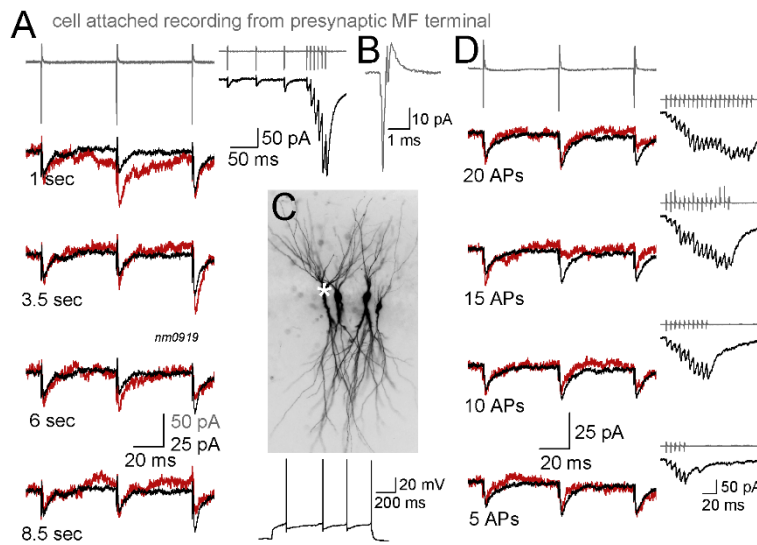 A
cell attached recording from presynaptic MF terminal
B
D
50 pA
50 ms
10 pA
1 ms
1 sec
20 APs
C
*
3.5 sec
15 APs
nm0919
6 sec
50 pA
25 pA
20 ms
10 APs
25 pA
20 ms
20 mV
200 ms
8.5 sec
5 APs
50 pA
20 ms